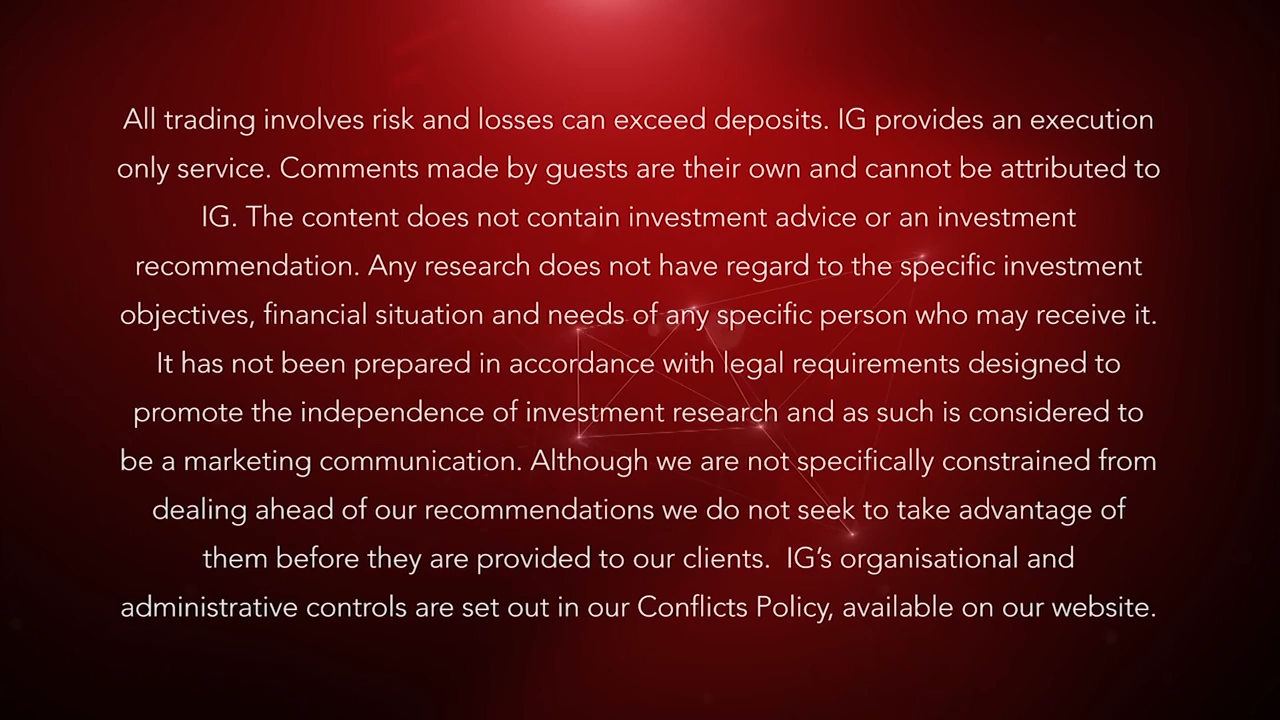 All trading involves risk and losses can exceed deposits. IG provides an execution
only service. Comments made by guests are their own and cannot be attributed to
IG. The content does not contain investment advice or an investment
recommendation. Any research does not have regard to the specific investment
objectives, financial situation and needs of any specific person who may receive it.
It has not been prepared in accordance with legal requirements designed to
promote the independence of investment research and as such is considered to
be a marketing communication. Although we are not specifically constrained from
dealing ahead of our recommendations we do not seek to take advantage of
them before they are provided to our clients.  IG’s organisational and
administrative controls are set out in our Conflicts Policy, available on our website.